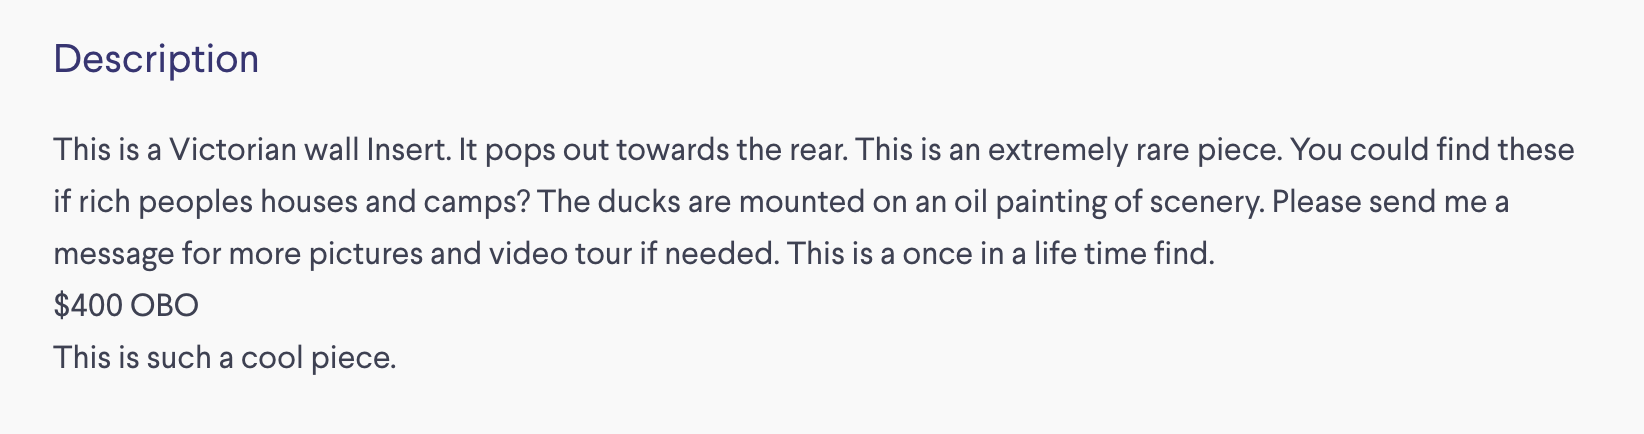 Description
This is a Victorian wall Insert. It pops out towards the rear. This is an extremely rare piece. You could find these
if rich peoples houses and camps? The ducks are mounted on an oil painting of scenery. Please send me a
message for more pictures and video tour if needed. This is a once in a life time find.
$400 OBO
This is such a cool piece.